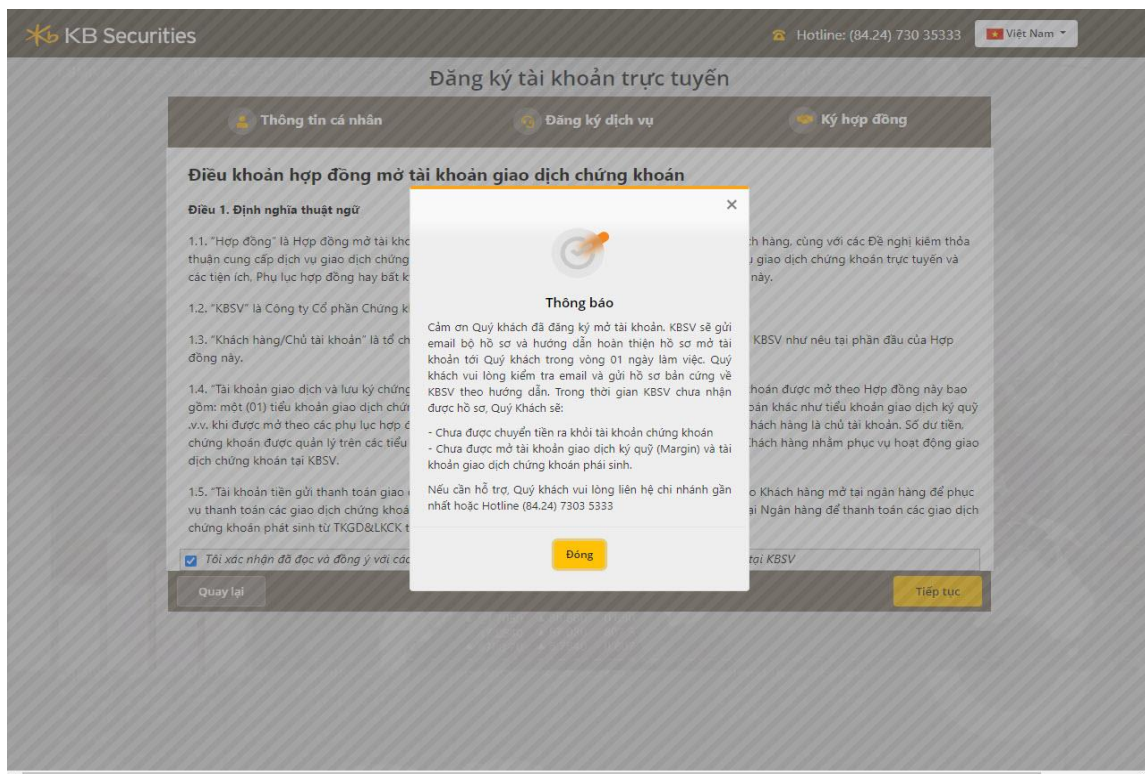 KB Securities
Hotline: (84.24) 730 35333
Việt Nam
Đăng ký tài khoản trực tuyến
Thông tin cá nhân
Đăng ký dịch vụ
Ký hợp đồng
Điều khoản hợp đồng mở tài khoản giao dịch chứng khoán
Điều 1. Định nghĩa thuật ngữ
1.1. "Hợp đồng" là Hợp đồng mở tài hàng, cùng với các Đề nghị kiêm thỏa
thuận cung cấp dịch vụ giao dịch chứng giao dịch chứng khoán trực tuyến và
các tiện ích, Phụ lục hợp đồng hay bất này.
1.2. "KBSV" là Công ty Cổ phần Chứng
1.3. "Khách hàng/Chủ tài khoản" là tổ KBSV như nêu tại phần đầu của Hợp
đồng này.
1.4. "Tài khoản giao dịch và lưu ký chứng khoán được mở theo Hợp đồng này bao
gồm: một (01) tiểu khoản giao dịch khác như tiểu khoản giao dịch ký quỹ
.v.v. khi được mở theo các phụ lục hợp hàng là chủ tài khoản. Số dư tiền,
chứng khoán được quản lý trên các tiểu Khách hàng nhằm phục vụ hoạt động giao
dịch chứng khoán tại KBSV.
1.5. "Tài khoản tiền gửi thanh toán giao Khách hàng mở tại ngân hàng để phục
vụ thanh toán các giao dịch Ngân hàng để thanh toán các giao dịch
chứng khoán phát sinh từ TKGD&LKCK
Tôi xác nhận đã đọc và đồng ý với các tại KBSV
Quay lại
Tiếp tục
×
Thông báo
Cảm ơn Quý khách đã đăng ký mở tài khoản. KBSV sẽ gửi
email bộ hồ sơ và hướng dẫn hoàn thiện hồ sơ mở tài
khoản tới Quý khách trong vòng 01 ngày làm việc. Quý
khách vui lòng kiểm tra email và gửi hồ sơ bản cứng về
KBSV theo hướng dẫn. Trong thời gian KBSV chưa nhận
được hồ sơ, Quý Khách sẽ:
- Chưa được chuyển tiền ra khỏi tài khoản chứng khoán
- Chưa được mở tài khoản giao dịch ký quỹ (Margin) và tài
khoản giao dịch chứng khoán phái sinh.
Nếu cần hỗ trợ, Quý khách vui lòng liên hệ chi nhánh gần
nhất hoặc Hotline (84.24) 7303 5333
Đóng